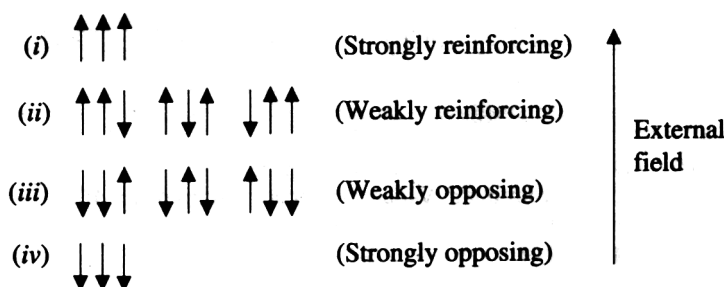 (i) (Strongly reinforcing)
(ii) (Weakly reinforcing)
External
field
(iii) (Weakly opposing)
(iv) (Strongly opposing)